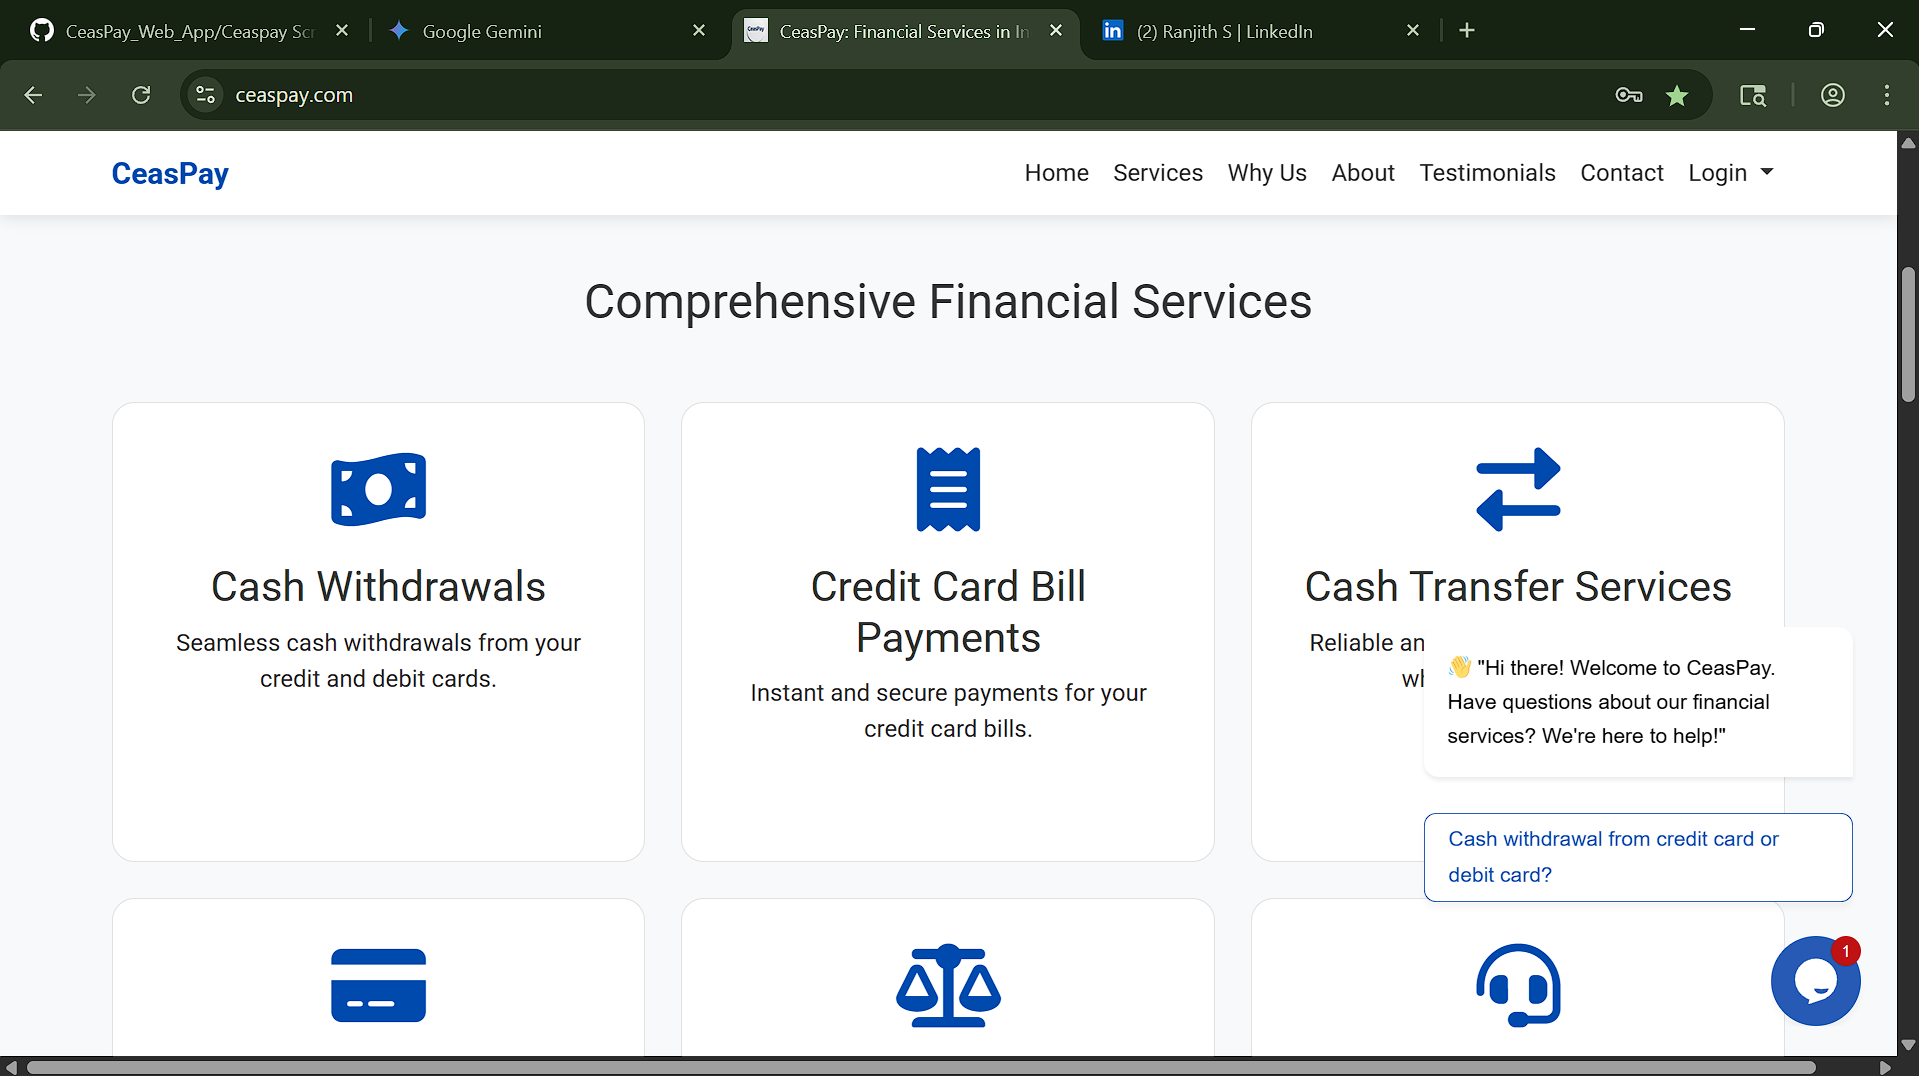 CeasPay_Web_App/Ceaspay Scr
Google Gemini
CeasPay: Financial Services in In
(2) Ranjith S | LinkedIn
ceaspay.com
CeasPay
Home
Services
Why Us
About
Testimonials
Contact
Login
Comprehensive Financial Services
Cash Withdrawals
Seamless cash withdrawals from your
credit and debit cards.
Credit Card Bill
Payments
Instant and secure payments for your
credit card bills.
Cash Transfer Services
Reliable an
wh
👋 "Hi there! Welcome to CeasPay.
Have questions about our financial
services? We're here to help!"
Cash withdrawal from credit card or
debit card?
1